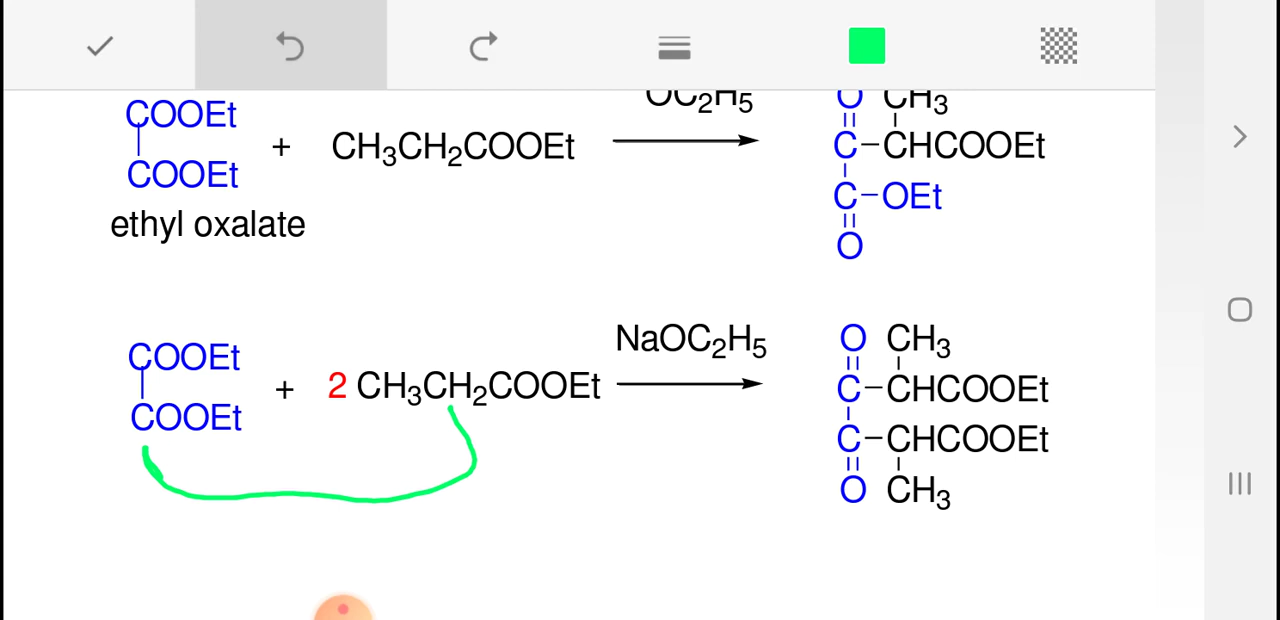 OC2H5
O CH3
COOEt
COOEt
+ CH3CH2COOEt
C-CHCOOEt
C-OEt
O
ethyl oxalate
NaOC2H5
O CH3
COOEt
COOEt
+ 2 CH3CH2COOEt
C-CHCOOEt
C-CHCOOEt
O CH3